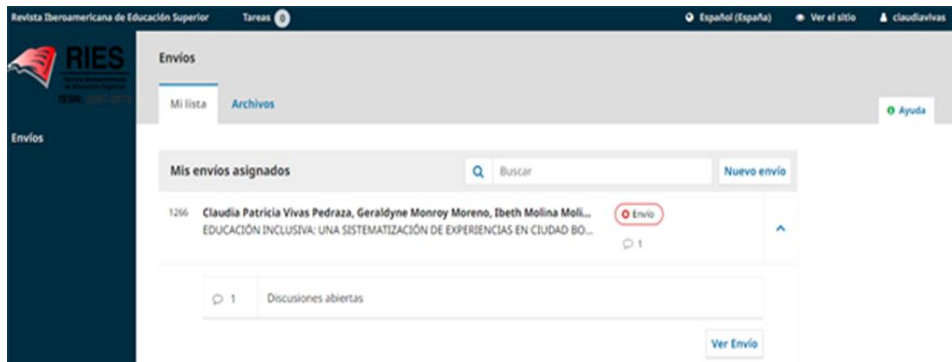 Revista Iberoamericana de Educación Superior
Tareas 0
Español (España)
Ver el sitio
claudiavivas
RIES
Envíos
Mi lista
Archivos
Ayuda
Envíos
Mis envíos asignados
Buscar
Nuevo envío
1266 Claudia Patricia Vivas Pedraza, Geraldyne Monroy Moreno, Ibeth Molina Moli...
Envío
EDUCACIÓN INCLUSIVA: UNA SISTEMATIZACIÓN DE EXPERIENCIAS EN CIUDAD BO...
1
1 Discusiones abiertas
Ver Envío